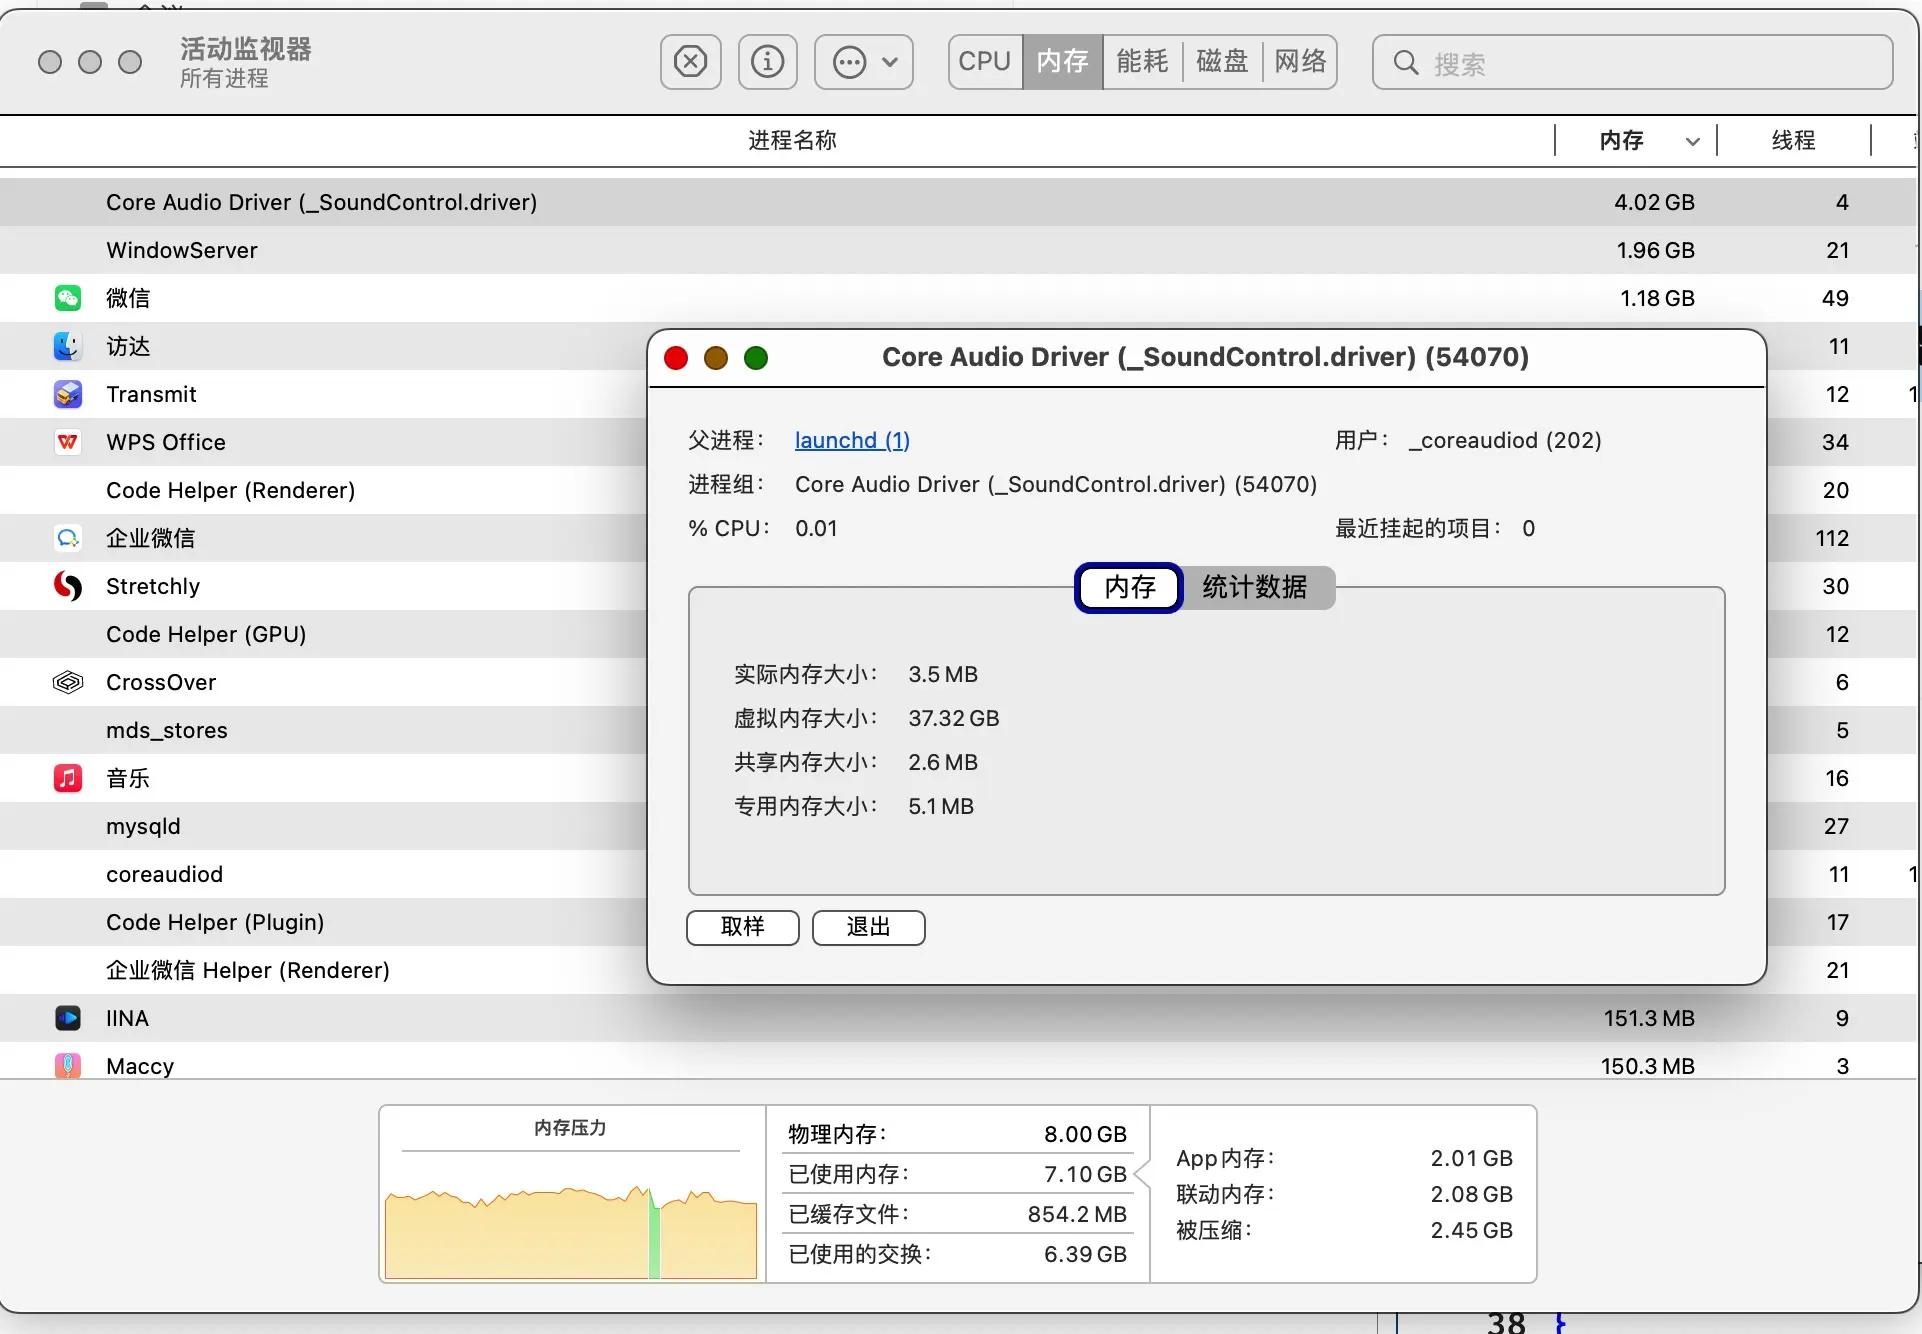 活动监视器
所有进程
CPU 内存 能耗 磁盘 网络
搜索
进程名称 内存 线程
Core Audio Driver (_SoundControl.driver) 4.02 GB 4
WindowServer 1.96 GB 21
微信 1.18 GB 49
访达 11
Transmit 12
WPS Office 34
Code Helper (Renderer) 20
企业微信 112
Stretchly 30
Code Helper (GPU) 12
CrossOver 6
mds_stores 5
音乐 16
mysqld 27
coreaudiod 11
Code Helper (Plugin) 17
企业微信 Helper (Renderer) 21
IINA 151.3 MB 9
Maccy 150.3 MB 3
Core Audio Driver (_SoundControl.driver) (54070)
父进程： launchd (1) 用户： _coreaudiod (202)
进程组： Core Audio Driver (_SoundControl.driver) (54070)
% CPU： 0.01 最近挂起的项目： 0
内存 统计数据
实际内存大小： 3.5 MB
虚拟内存大小： 37.32 GB
共享内存大小： 2.6 MB
专用内存大小： 5.1 MB
取样 退出
内存压力
物理内存： 8.00 GB
已使用内存： 7.10 GB
已缓存文件： 854.2 MB
已使用的交换： 6.39 GB
App内存： 2.01 GB
联动内存： 2.08 GB
被压缩： 2.45 GB
38 }